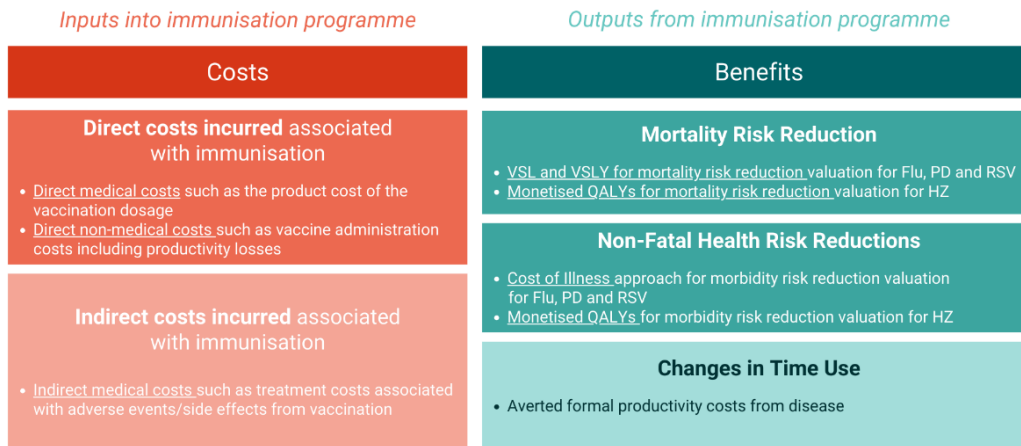 Inputs into immunisation programme
Costs
Direct costs incurred associated
with immunisation
• Direct medical costs such as the product cost of the
vaccination dosage
• Direct non-medical costs such as vaccine administration
costs including productivity losses
Indirect costs incurred associated
with immunisation
• Indirect medical costs such as treatment costs associated
with adverse events/side effects from vaccination
Outputs from immunisation programme
Benefits
Mortality Risk Reduction
• VSL and VSLY for mortality risk reduction valuation for Flu, PD and RSV
• Monetised QALYs for mortality risk reduction valuation for HZ
Non-Fatal Health Risk Reductions
• Cost of Illness approach for morbidity risk reduction valuation
for Flu, PD and RSV
• Monetised QALYs for morbidity risk reduction valuation for HZ
Changes in Time Use
• Averted formal productivity costs from disease